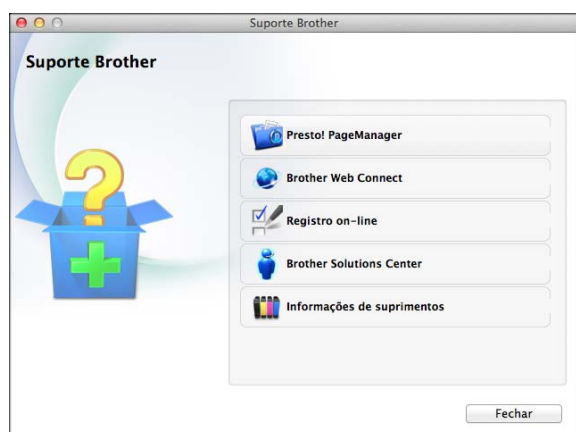 Suporte Brother
Suporte Brother
Presto! PageManager
Brother Web Connect
Registro on-line
Brother Solutions Center
Informações de suprimentos
Fechar